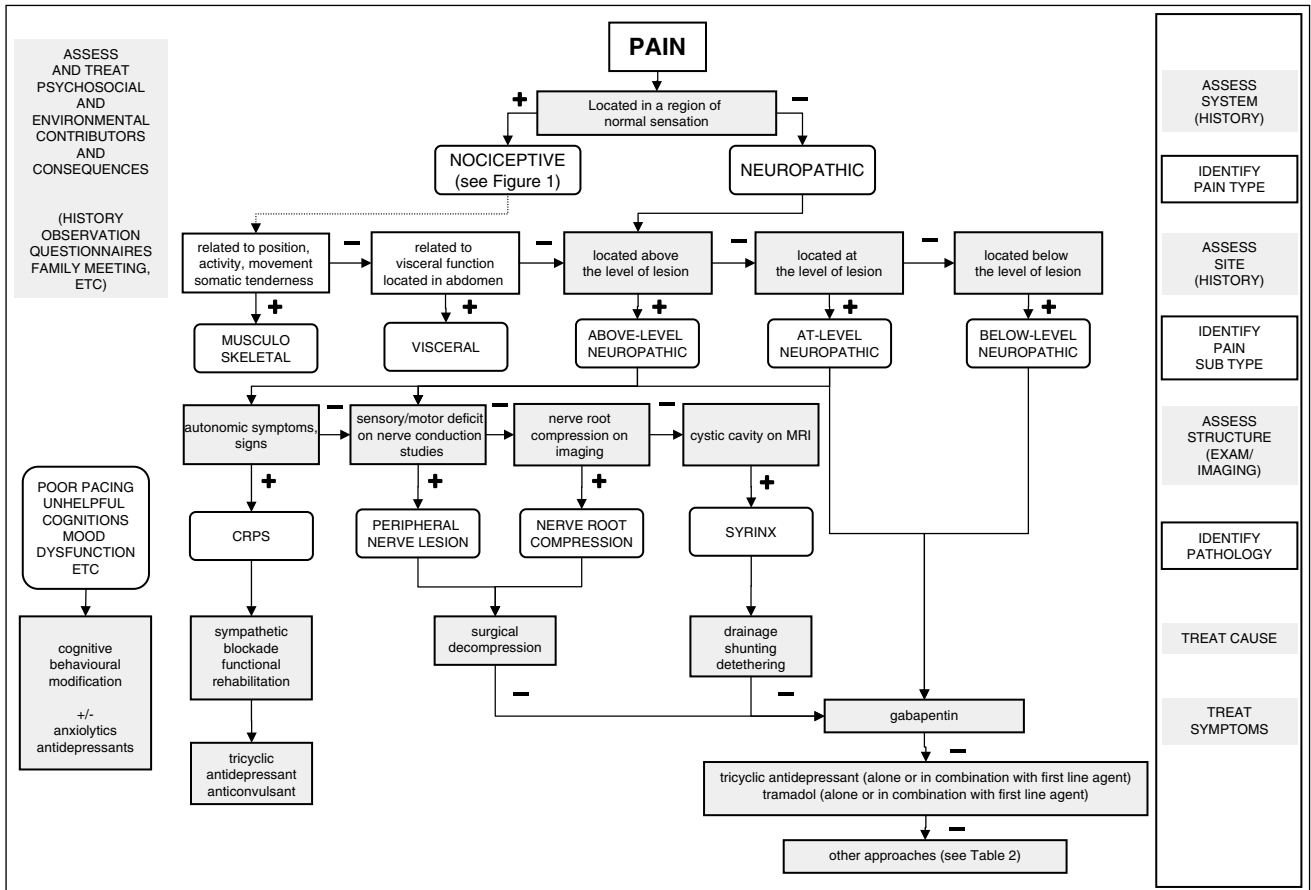 ASSESS
AND TREAT
PSYCHOSOCIAL
AND
ENVIRONMENTAL
CONTRIBUTORS
AND
CONSEQUENCES
(HISTORY
OBSERVATION
QUESTIONNAIRES
FAMILY MEETING,
ETC)
POOR PACING
UNHELPFUL
COGNITIONS
MOOD
DYSFUNCTION
ETC
cognitive
behavioural
modification
+/-
anxiolytics
antidepressants
PAIN
+
−
Located in a region of
normal sensation
NOCICEPTIVE
(see Figure 1)
NEUROPATHIC
related to position,
activity, movement
somatic tenderness
−
related to
visceral function
located in abdomen
−
located above
the level of lesion
−
located at
the level of lesion
−
located below
the level of lesion
+
+
+
+
+
MUSCULO
SKELETAL
VISCERAL
ABOVE-LEVEL
NEUROPATHIC
AT-LEVEL
NEUROPATHIC
BELOW-LEVEL
NEUROPATHIC
autonomic symptoms,
signs
−
sensory/motor deficit
on nerve conduction
studies
−
nerve root
compression on
imaging
−
cystic cavity on MRI
+
+
+
+
CRPS
PERIPHERAL
NERVE LESION
NERVE ROOT
COMPRESSION
SYRINX
sympathetic
blockade
functional
rehabilitation
surgical
decompression
drainage
shunting
detethering
−
−
tricyclic
antidepressant
anticonvulsant
gabapentin
−
tricyclic antidepressant (alone or in combination with first line agent)
tramadol (alone or in combination with first line agent)
−
other approaches (see Table 2)
ASSESS
SYSTEM
(HISTORY)
IDENTIFY
PAIN TYPE
ASSESS
SITE
(HISTORY)
IDENTIFY
PAIN
SUB TYPE
ASSESS
STRUCTURE
(EXAM/
IMAGING)
IDENTIFY
PATHOLOGY
TREAT CAUSE
TREAT
SYMPTOMS